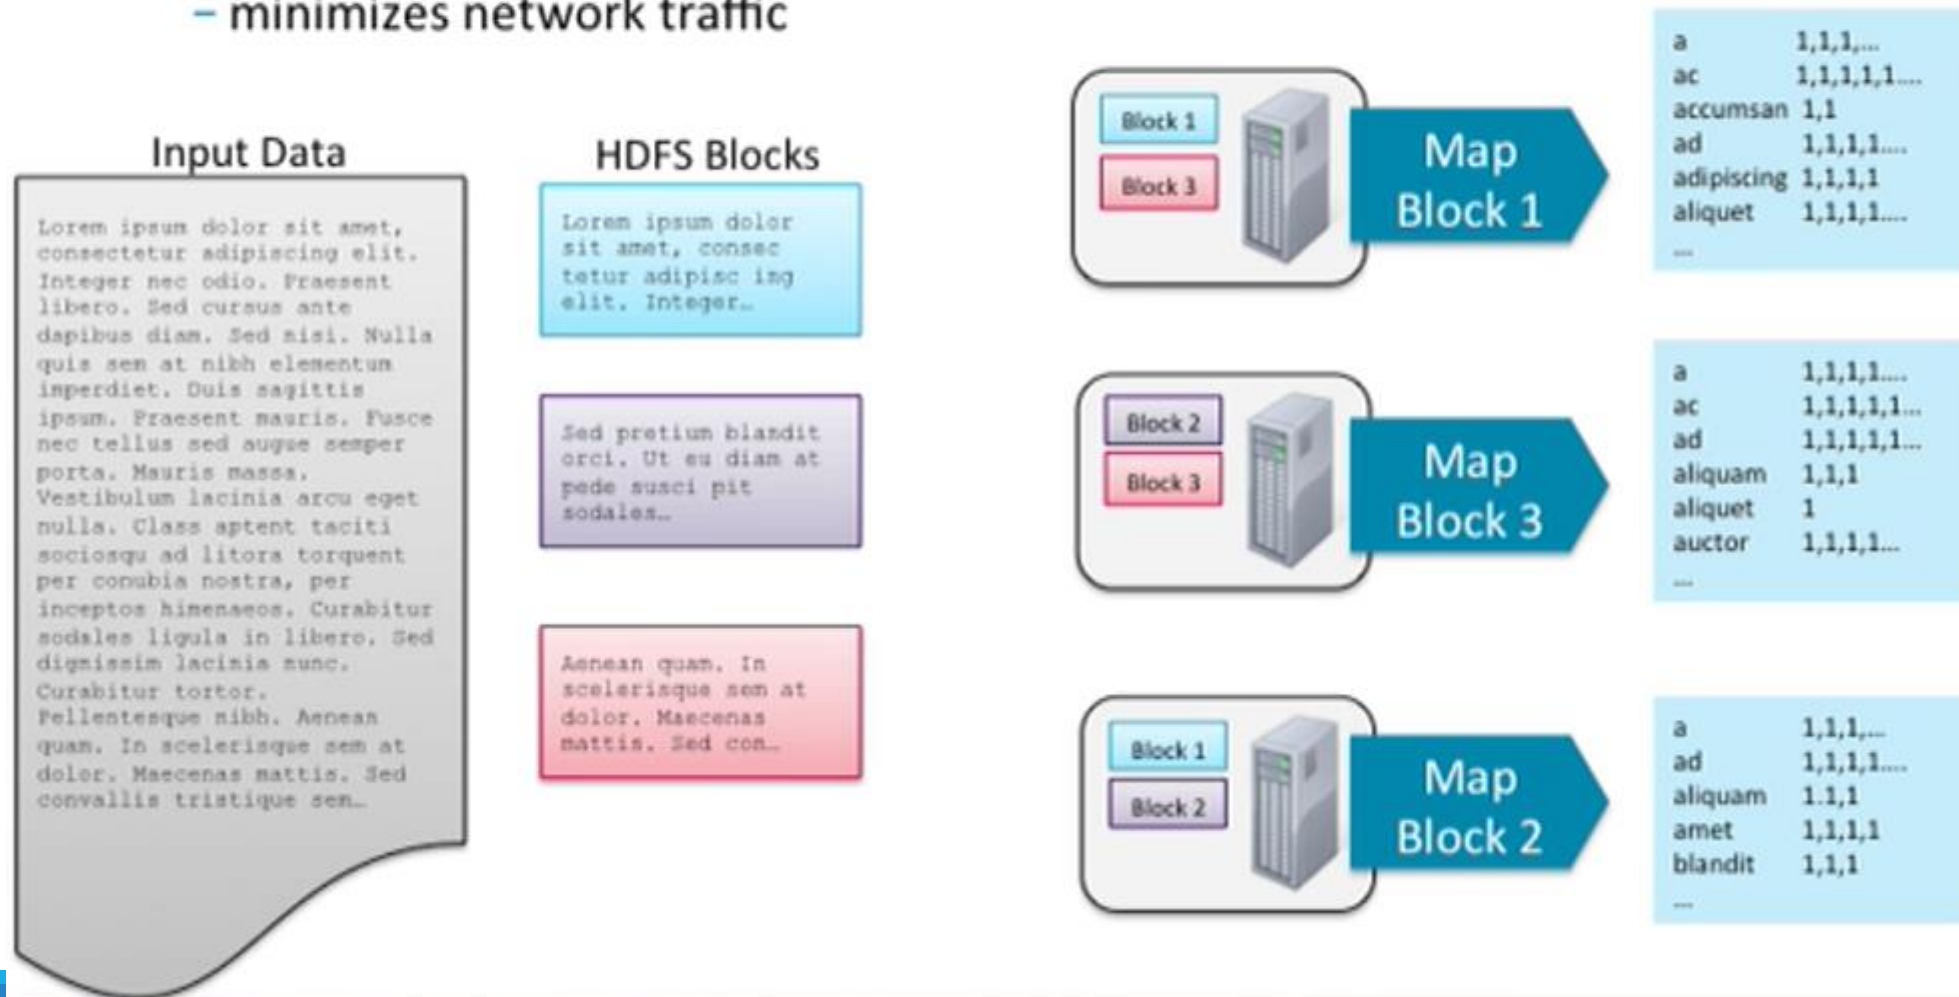 – minimizes network traffic
Input Data
Lorem ipsum dolor sit amet,
consectetur adipiscing elit.
Integer nec odio. Praesent
libero. Sed cursus ante
dapibus diam. Sed nisi. Nulla
quis sem at nibh elementum
imperdiet. Duis sagittis
ipsum. Praesent mauris. Fusce
nec tellus sed augue semper
porta. Mauris massa.
Vestibulum lacinia arcu eget
nulla. Class aptent taciti
sociosqu ad litora torquent
per conubia nostra, per
inceptos himenaeos. Curabitur
sodales ligula in libero. Sed
dignissim lacinia nunc.
Curabitur tortor.
Pellentesque nibh. Aenean
quam. In scelerisque sem at
dolor. Maecenas mattis. Sed
convallis tristique sem…
HDFS Blocks
Lorem ipsum dolor
sit amet, consec
tetur adipisc ing
elit. Integer…
Sed pretium blandit
orci. Ut eu diam at
pede susci pit
sodales…
Aenean quam. In
scelerisque sem at
dolor. Maecenas
mattis. Sed con…
Block 1
Block 3
Map
Block 1
a 1,1,1,...
ac 1,1,1,1,1....
accumsan 1,1
ad 1,1,1,1....
adipiscing 1,1,1,1
aliquet 1,1,1,1....
...
Block 2
Block 3
Map
Block 3
a 1,1,1,1....
ac 1,1,1,1,1...
ad 1,1,1,1,1...
aliquam 1,1,1
aliquet 1
auctor 1,1,1,1...
...
Block 1
Block 2
Map
Block 2
a 1,1,1,...
ad 1,1,1,1....
aliquam 1.1,1
amet 1,1,1,1
blandit 1,1,1
...